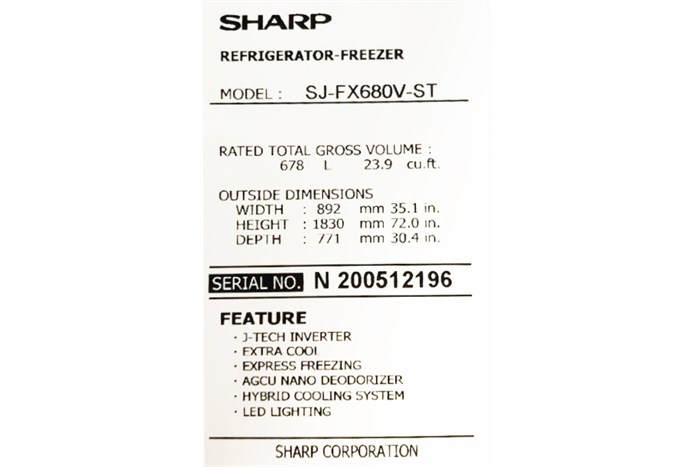 SHARP
REFRIGERATOR-FREEZER
MODEL : SJ-FX680V-ST
RATED TOTAL GROSS VOLUME :
678 L 23.9 cu.ft.
OUTSIDE DIMENSIONS
WIDTH : 892 mm 35.1 in.
HEIGHT : 1830 mm 72.0 in.
DEPTH : 771 mm 30.4 in.
SERIAL NO. N 200512196
FEATURE
· J-TECH INVERTER
· EXTRA COOL
· EXPRESS FREEZING
· AGCU NANO DEODORIZER
· HYBRID COOLING SYSTEM
· LED LIGHTING
SHARP CORPORATION